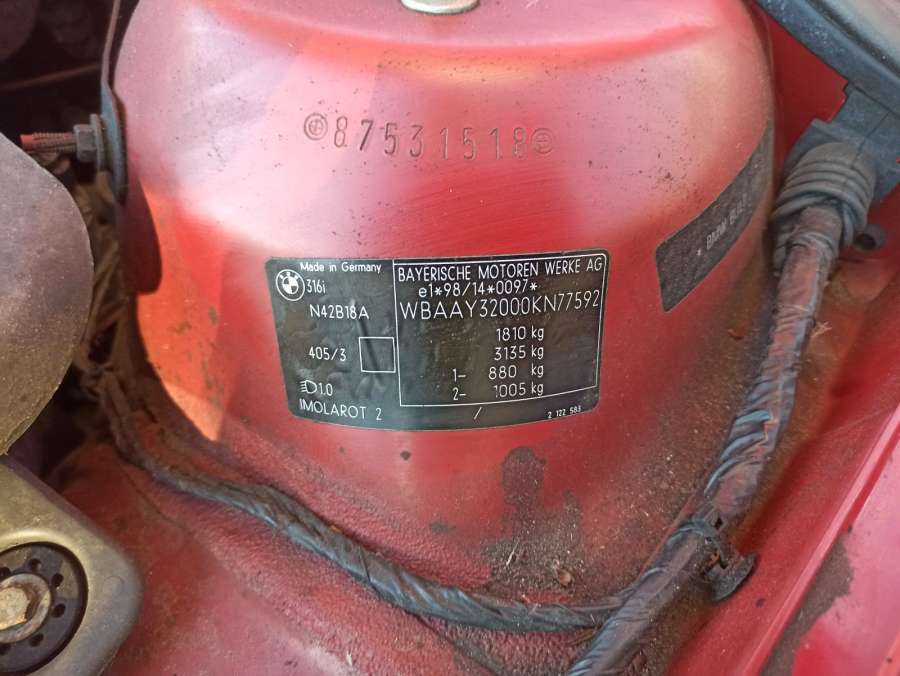 87531518
Made in Germany
316i
N42B18A
405/3
1.0
IMOLAROT 2
BAYERISCHE MOTOREN WERKE AG
e1*98/14*0097*
WBAAY32000KN77592
1810 kg
3135 kg
1- 880 kg
2- 1005 kg
/
2 122 583